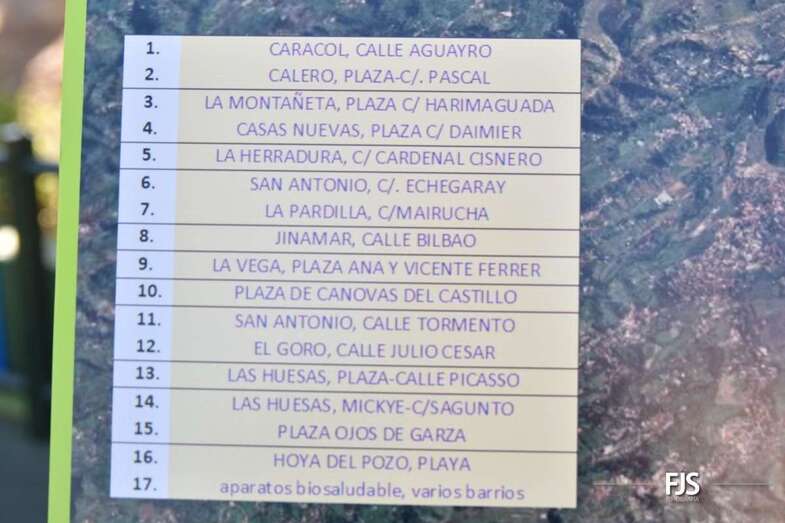 1. CARACOL, CALLE AGUAYRO
2. CALERO, PLAZA-C/. PASCAL
3. LA MONTAÑETA, PLAZA C/ HARIMAGUADA
4. CASAS NUEVAS, PLAZA C/ DAIMIER
5. LA HERRADURA, C/ CARDENAL CISNERO
6. SAN ANTONIO, C/. ECHEGARAY
7. LA PARDILLA, C/MAIRUCHA
8. JINAMAR, CALLE BILBAO
9. LA VEGA, PLAZA ANA Y VICENTE FERRER
10. PLAZA DE CANOVAS DEL CASTILLO
11. SAN ANTONIO, CALLE TORMENTO
12. EL GORO, CALLE JULIO CESAR
13. LAS HUESAS, PLAZA-CALLE PICASSO
14. LAS HUESAS, MICKYE-C/SAGUNTO
15. PLAZA OJOS DE GARZA
16. HOYA DEL POZO, PLAYA
17. aparatos biosaludable, varios barrios
FJS